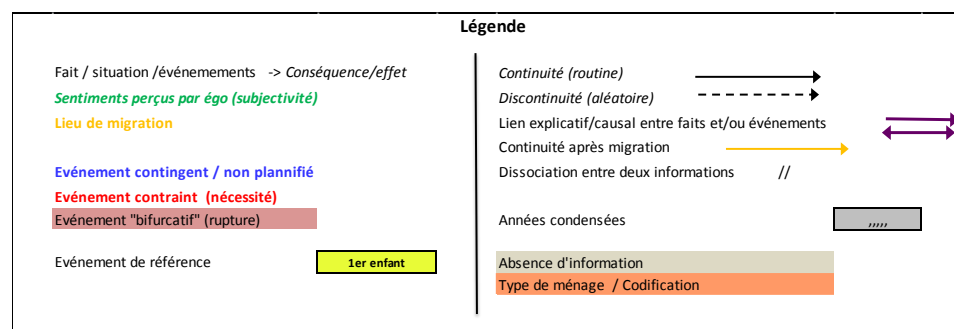 Légende
Fait / situation /événemements -> Conséquence/effet
Sentiments perçus par égo (subjectivité)
Lieu de migration
Evénement contingent / non plannifié
Evénement contraint (nécessité)
Evénement "bifurcatif" (rupture)
Evénement de référence 1er enfant
Continuité (routine)
Discontinuité (aléatoire)
Lien explicatif/causal entre faits et/ou événements
Continuité après migration
Dissociation entre deux informations //
Années condensées ,,,,,
Absence d'information
Type de ménage / Codification